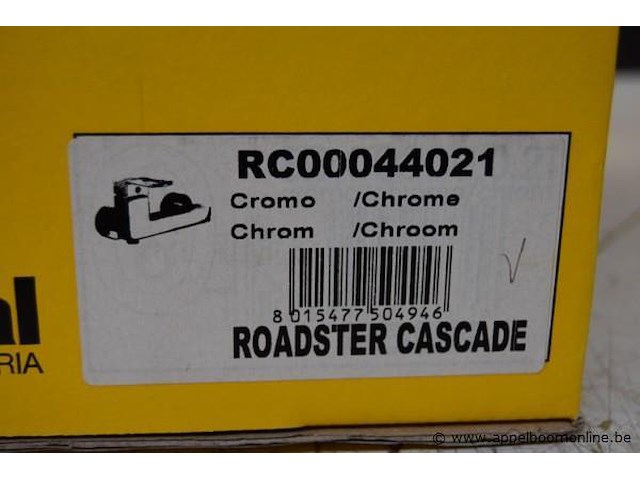 RC00044021
Cromo /Chrome
Chrom /Chroom
8 015477 504946
ROADSTER CASCADE
RIA
© www.appelboomonline.be